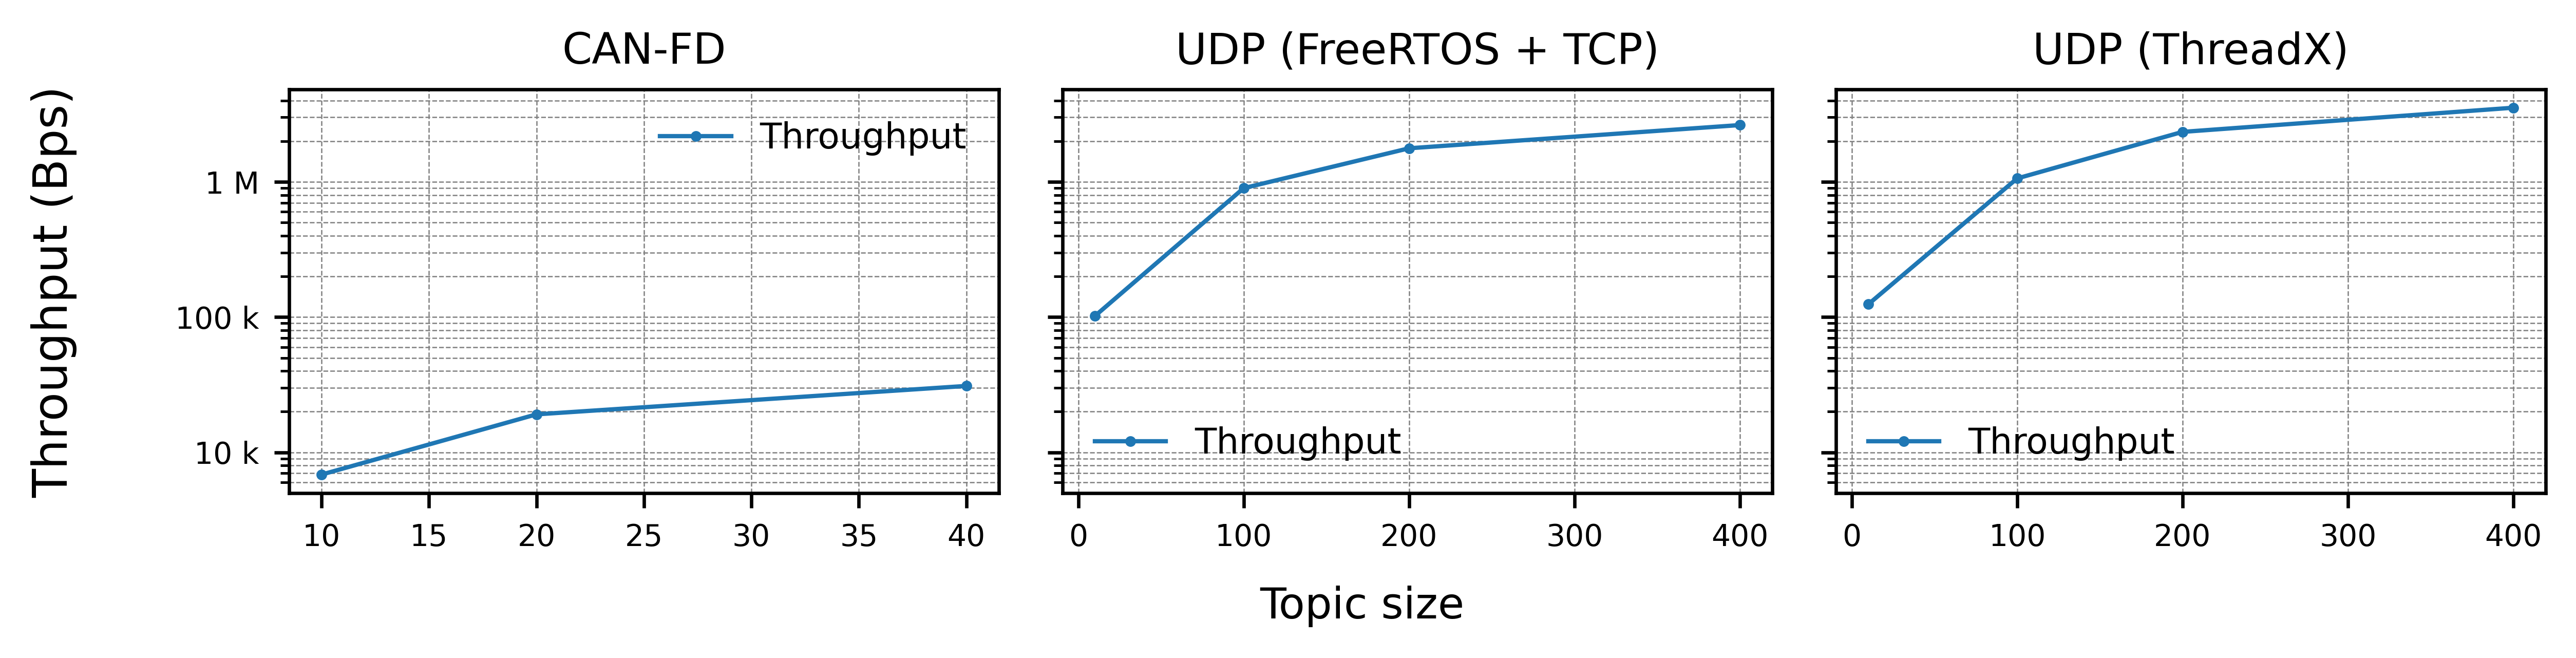 CAN-FD
UDP (FreeRTOS + TCP)
UDP (ThreadX)
Throughput (Bps)
1 M
100 k
10 k
Throughput
Throughput
Throughput
10 15 20 25 30 35 40
0 100 200 300 400
0 100 200 300 400
Topic size